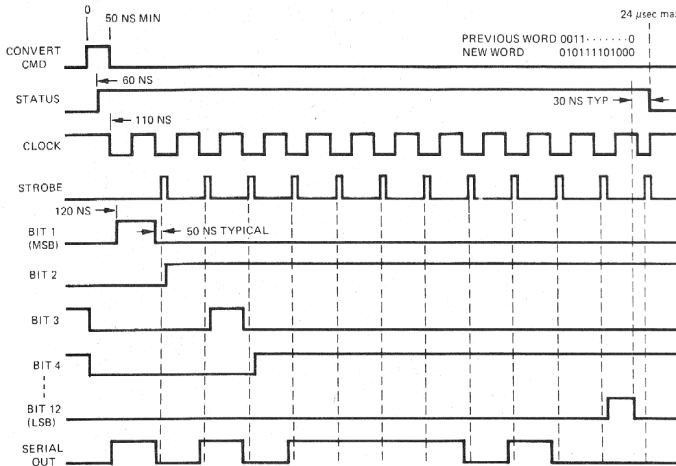 0
50 NS MIN
24 μsec max
PREVIOUS WORD 0011·······0
NEW WORD 010111101000
CONVERT
CMD
60 NS
STATUS
30 NS TYP
110 NS
CLOCK
STROBE
120 NS
50 NS TYPICAL
BIT 1
(MSB)
BIT 2
BIT 3
BIT 4
BIT 12
(LSB)
SERIAL
OUT